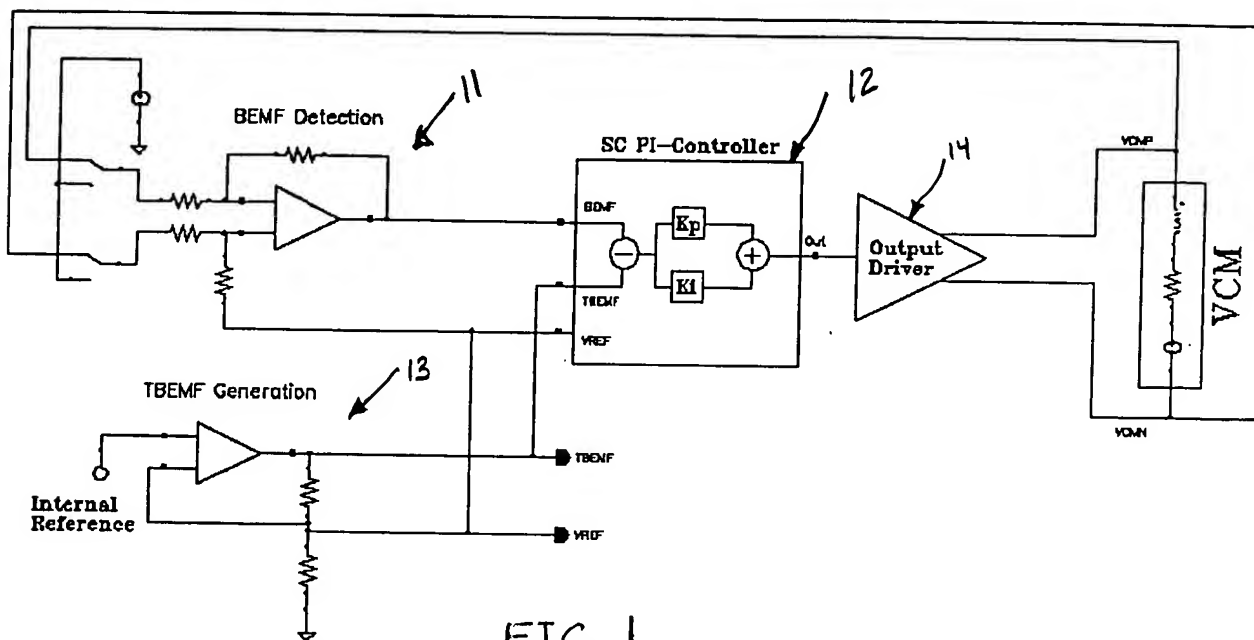 11
BEMF Detection
12
SC PI-Controller
14
VCMP
BEMF
Kp
Out
Output
Driver
VCM
TBEMF
Ki
VREF
13
TBEMF Generation
VCMN
TBEMF
Internal
Reference
VREF
FIG. 1